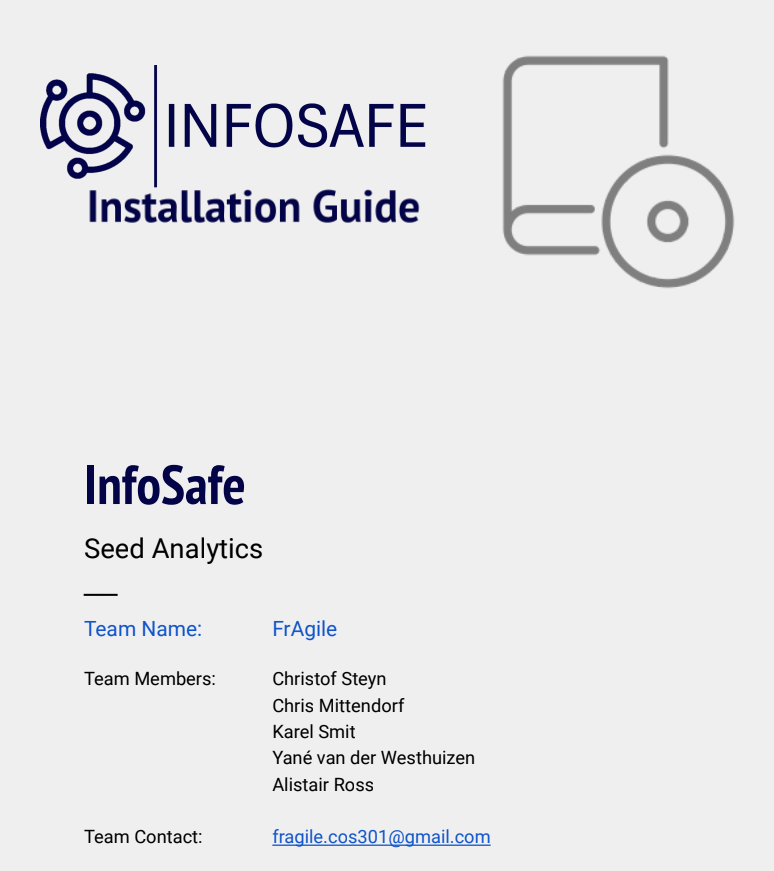 INFOSAFE
Installation Guide
InfoSafe
Seed Analytics
Team Name: FrAgile
Team Members: Christof Steyn
Chris Mittendorf
Karel Smit
Yané van der Westhuizen
Alistair Ross
Team Contact: fragile.cos301@gmail.com